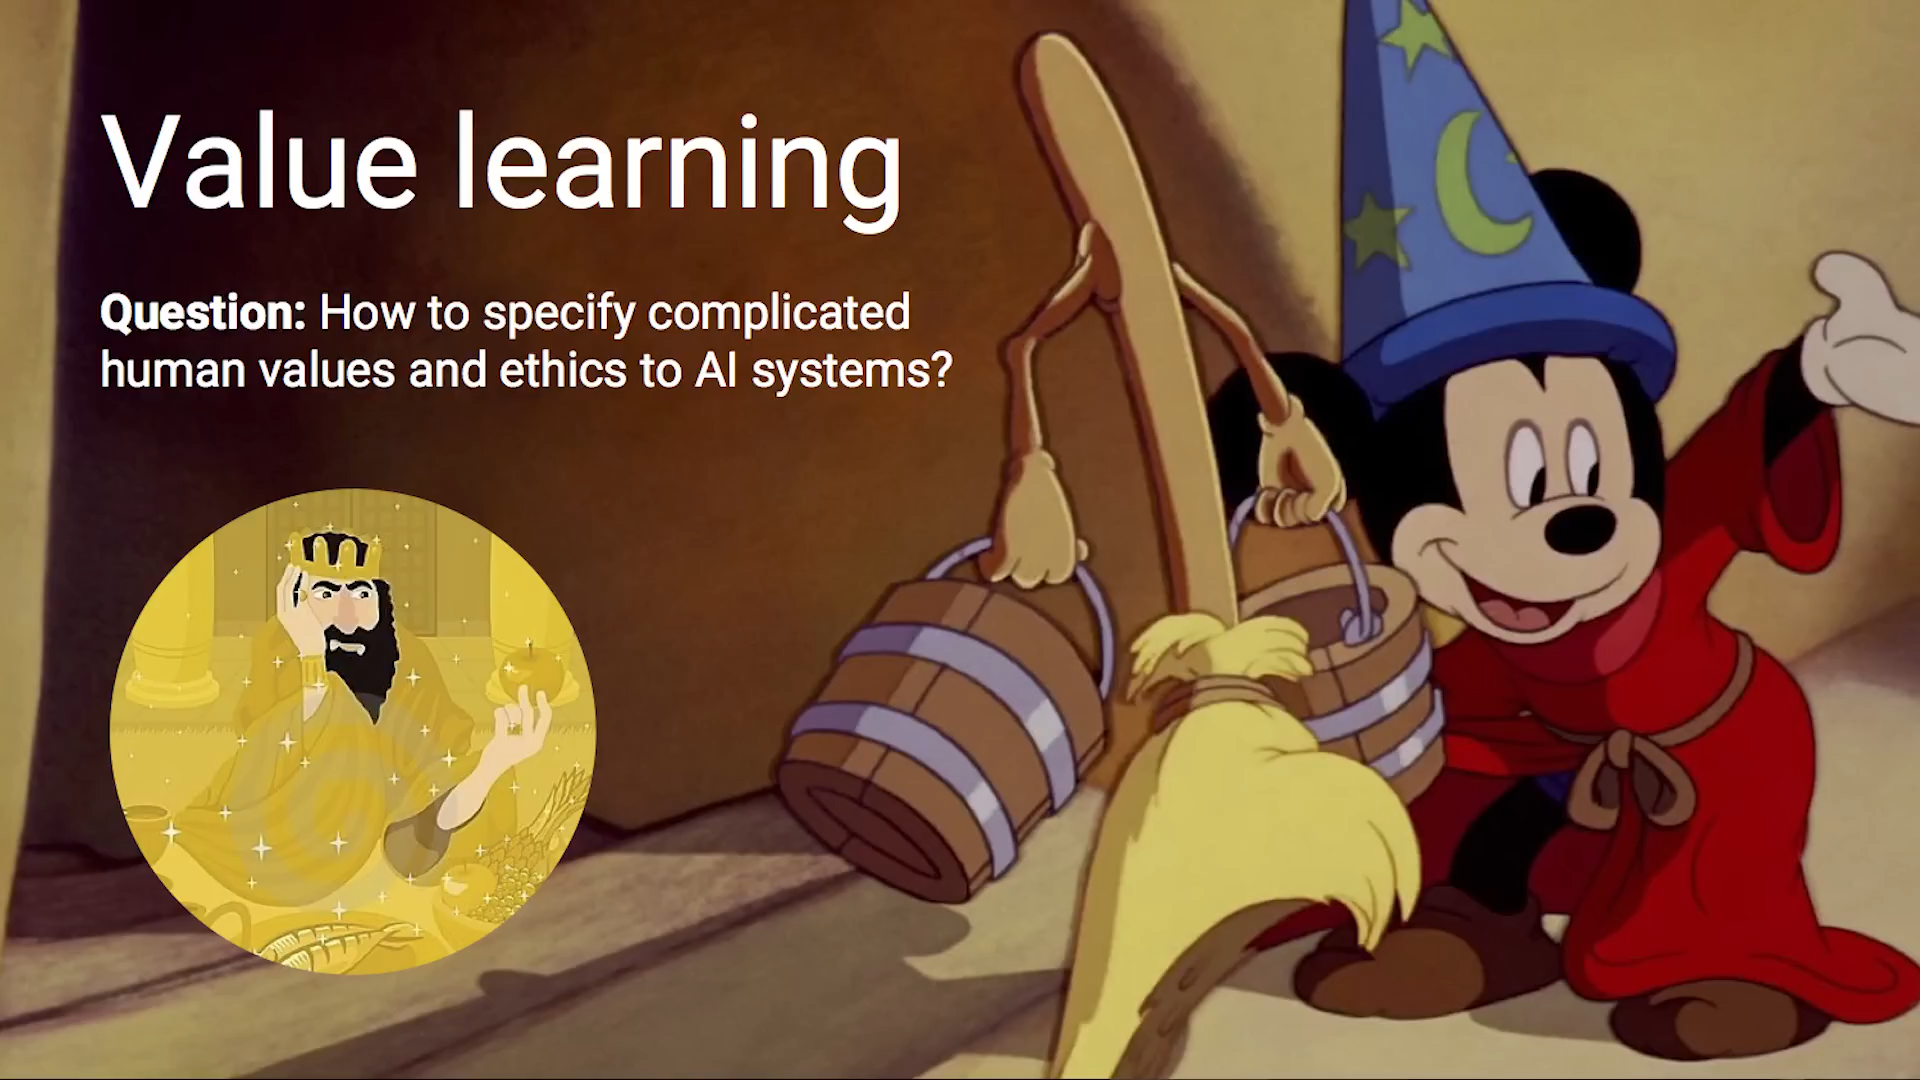 Value learning
Question: How to specify complicated
human values and ethics to AI systems?